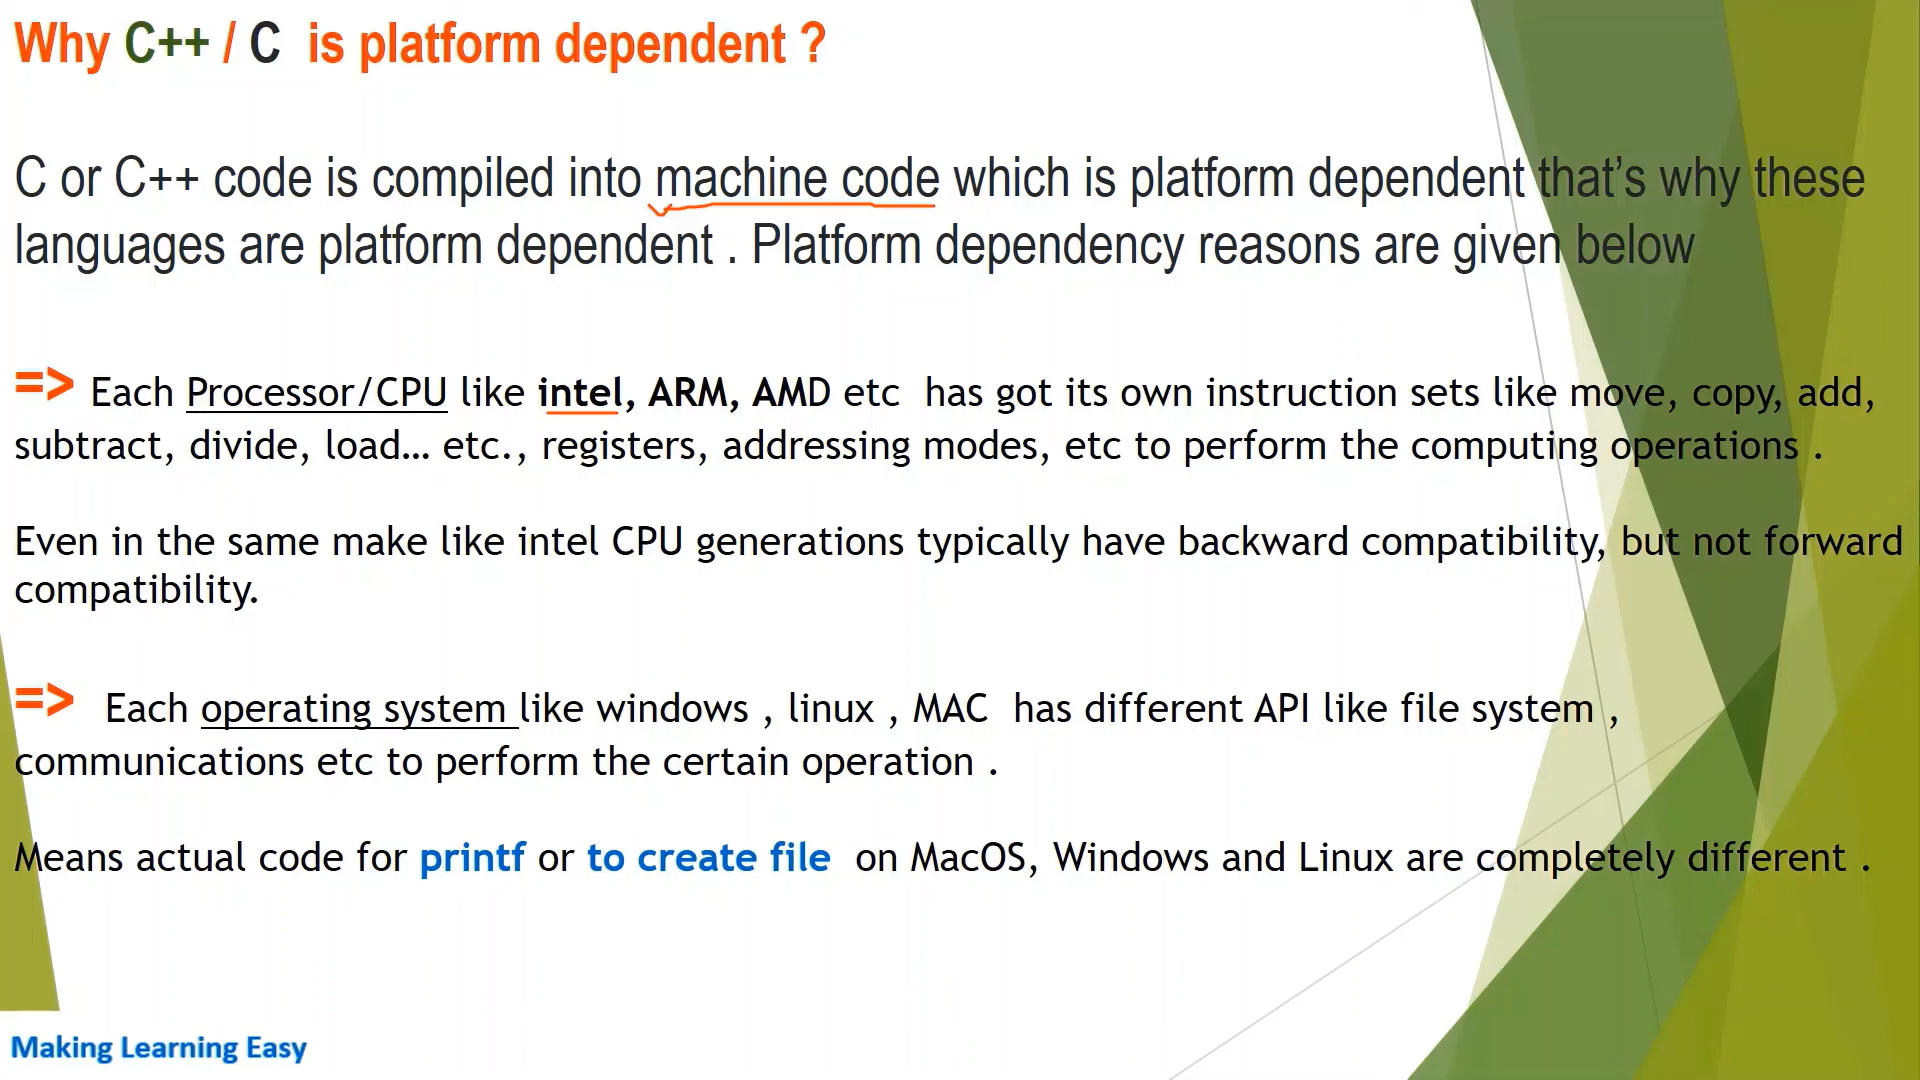 Why C++ / C is platform dependent ?
C or C++ code is compiled into machine code which is platform dependent that's why these
languages are platform dependent . Platform dependency reasons are given below
=> Each Processor/CPU like intel, ARM, AMD etc has got its own instruction sets like move, copy, add,
subtract, divide, load… etc., registers, addressing modes, etc to perform the computing operations .
Even in the same make like intel CPU generations typically have backward compatibility, but not forward
compatibility.
=> Each operating system like windows , linux , MAC has different API like file system ,
communications etc to perform the certain operation .
Means actual code for printf or to create file on MacOS, Windows and Linux are completely different .
Making Learning Easy